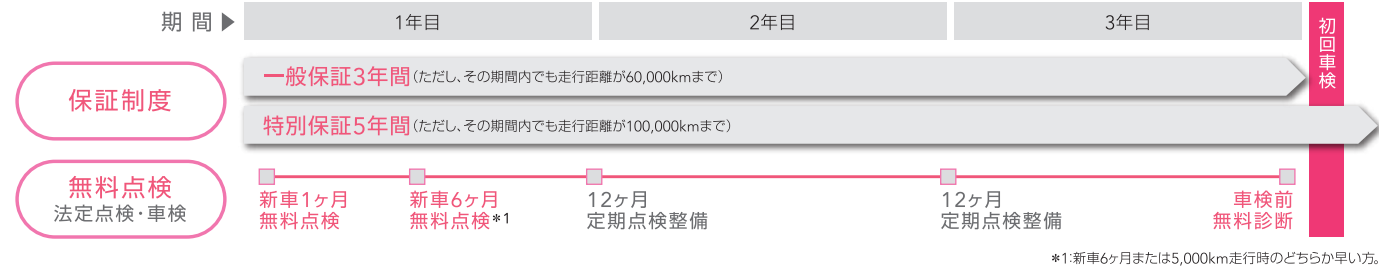 期間▶ 1年目 2年目 3年目
初回車検
保証制度
一般保証3年間(ただし、その期間内でも走行距離が60,000kmまで)
特別保証5年間(ただし、その期間内でも走行距離が100,000kmまで)
無料点検
法定点検・車検
新車1ヶ月
無料点検
新車6ヶ月
無料点検＊1
12ヶ月
定期点検整備
12ヶ月
定期点検整備
車検前
無料診断
＊1:新車6ヶ月または5,000km走行時のどちらか早い方。